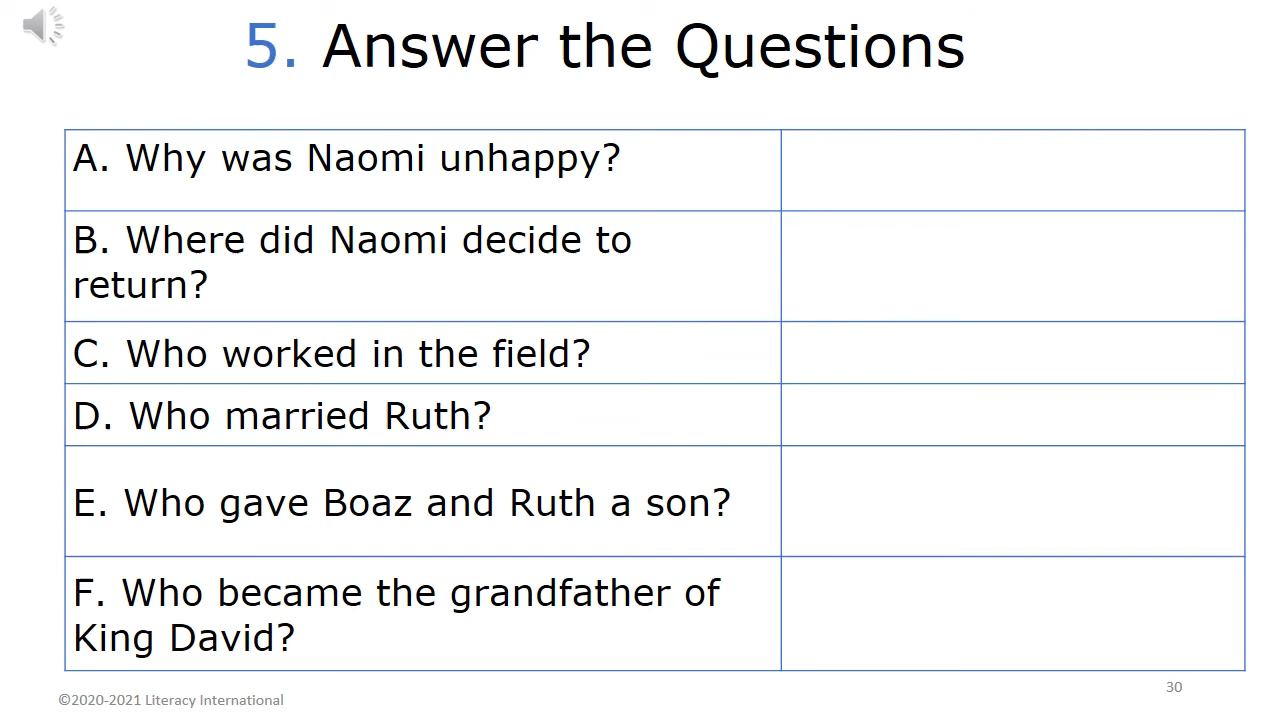 5. Answer the Questions
A. Why was Naomi unhappy?
B. Where did Naomi decide to
return?
C. Who worked in the field?
D. Who married Ruth?
E. Who gave Boaz and Ruth a son?
F. Who became the grandfather of
King David?
©2020-2021 Literacy International
30